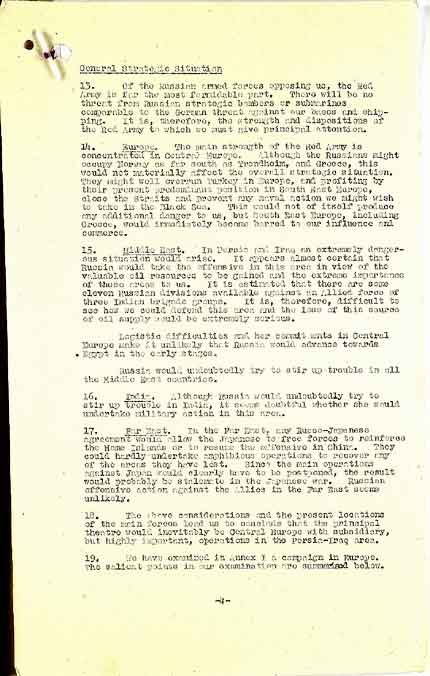 General Strategic Situation
13. Of the Russian armed forces opposing us, the Red
Army is far the most formidable part. There will be no
threat from Russian strategic bombers or submarines
comparable to the German threat against our bases and ship-
ping. It is, therefore, the strength and dispositions of
the Red Army to which we must give principal attention.
14. Europe. The main strength of the Red Army is
concentrated in Central Europe. Although the Russians might
occupy Norway as far south as Trondheim, and Greece, this
would not materially affect the overall strategic situation.
They might well overrun Turkey in Europe, and profiting by
their present predominant position in South East Europe,
close the Straits and prevent any naval action we might wish
to take in the Black Sea. This would not of itself produce
any additional danger to us, but South East Europe, including
Greece, would immediately become barred to our influence and
commerce.
15. Middle East. In Persia and Iraq an extremely danger-
ous situation would arise. It appears almost certain that
Russia would take the offensive in this area in view of the
valuable oil resources to be gained and the extreme importance
of these areas to us. It is estimated that there are some
eleven Russian divisions available against an Allied force of
three Indian brigade groups. It is, therefore, difficult to
see how we could defend this area and the loss of this source
of oil supply would be extremely serious.
Logistic difficulties and her commitments in Central
Europe make it unlikely that Russia would advance towards
Egypt in the early stages.
Russia would undoubtedly try to stir up trouble in all
the Middle East countries.
16. India. Although Russia would undoubtedly try to
stir up trouble in India, it seems doubtful whether she would
undertake military action in this area.
17. Far East. In the Far East, any Russo-Japanese
agreement would allow the Japanese to free forces to reinforce
the Home Islands or to resume the offensive in China. They
could hardly undertake amphibious operations to recover any
of the areas they have lost. Since the main operations
against Japan would clearly have to be postponed, the result
would probably be stalemate in the Japanese war. Russian
offensive action against the Allies in the Far East seems
unlikely.
18. The above considerations and the present locations
of the main forces lead us to conclude that the principal
theatre would inevitably be Central Europe with subsidiary,
but highly important, operations in the Persia-Iraq area.
19. We have examined in Annex I a campaign in Europe.
The salient points in our examination are summarised below.
-4-